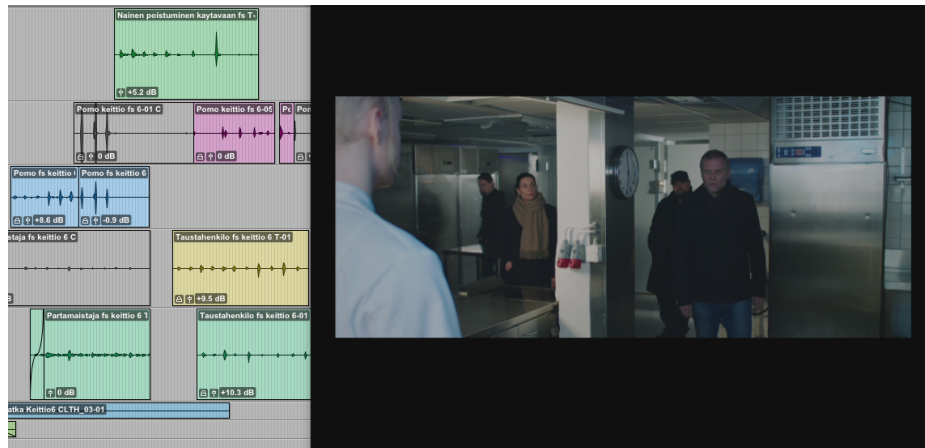 Nainen poistuminen kaytavaan fs T-
+5.2 dB
Pomo keittio fs 6-01 C
Pomo keittio fs 6-05
Pc
Pon
0 dB
0 dB
Pomo fs keittio
Pomo fs keittio 6
+8.6 dB
-0.9 dB
staja fs keittio 6 C
Taustahenkilo fs keittio 6 T-01
+9.5 dB
Partamaistaja fs keittio 6 T
Taustahenkilo fs keittio 6-01
0 dB
+10.3 dB
atka Keittio6 CLTH_03-01